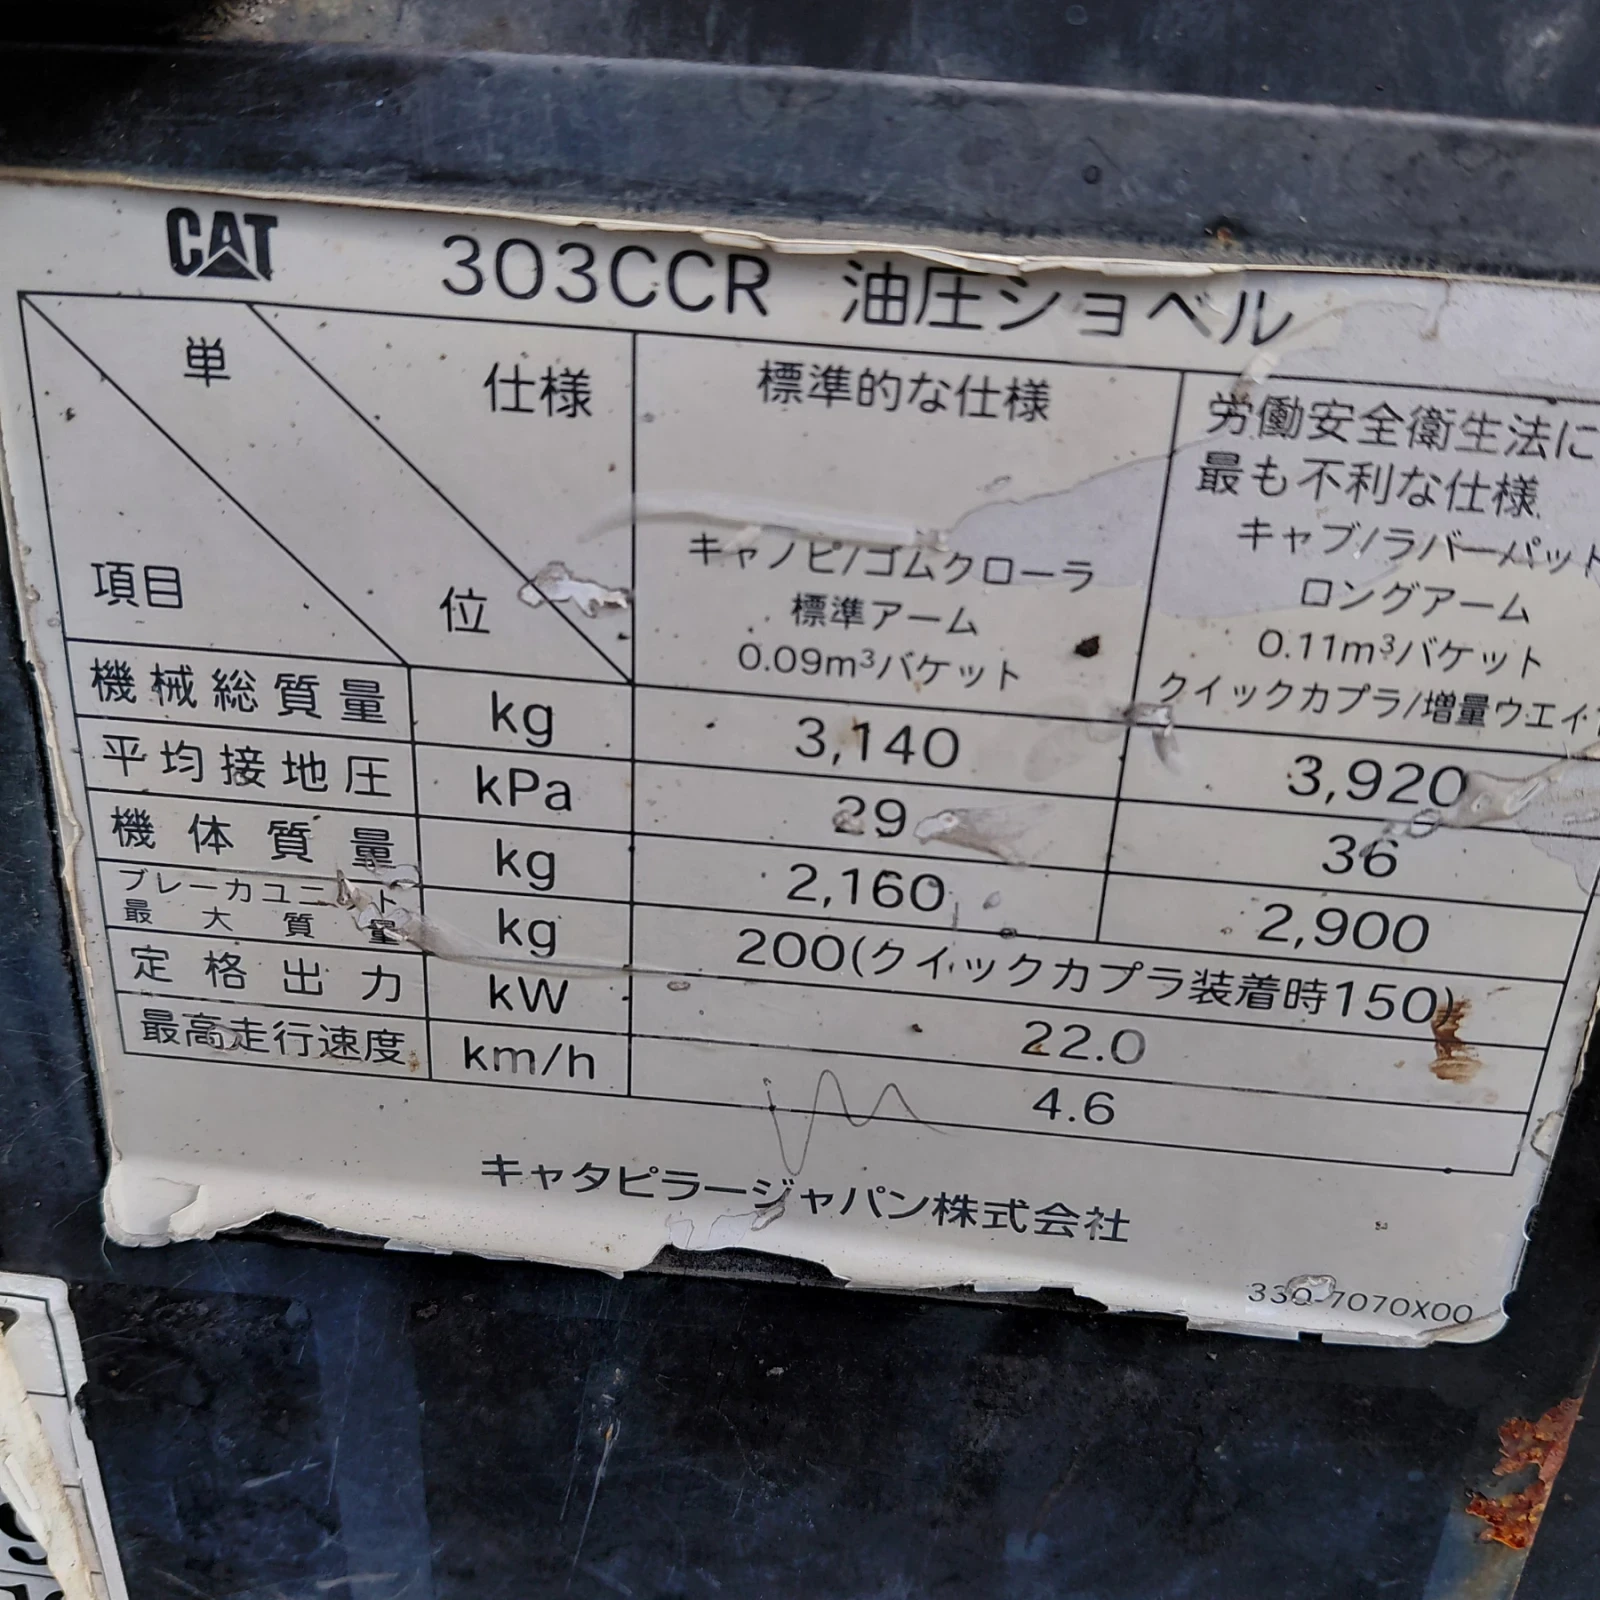 CAT 303CCR 油圧ショベル
単 仕様 標準的な仕様 労働安全衛生法に
最も不利な仕様
項目 位 キャノピ/ゴムクローラ キャブ/ラバーパット
標準アーム ロングアーム
0.09m³バケット 0.11m³バケット
クイックカプラ/増量ウエイ
機械総質量 kg 3,140 3,920
平均接地圧 kPa 29 36
機体質量 kg 2,160 2,900
ブレーカユニット
最大質量 kg 200(クイックカプラ装着時150)
定格出力 kW 22.0
最高走行速度 km/h 4.6
キャタピラージャパン株式会社
330-7070X00